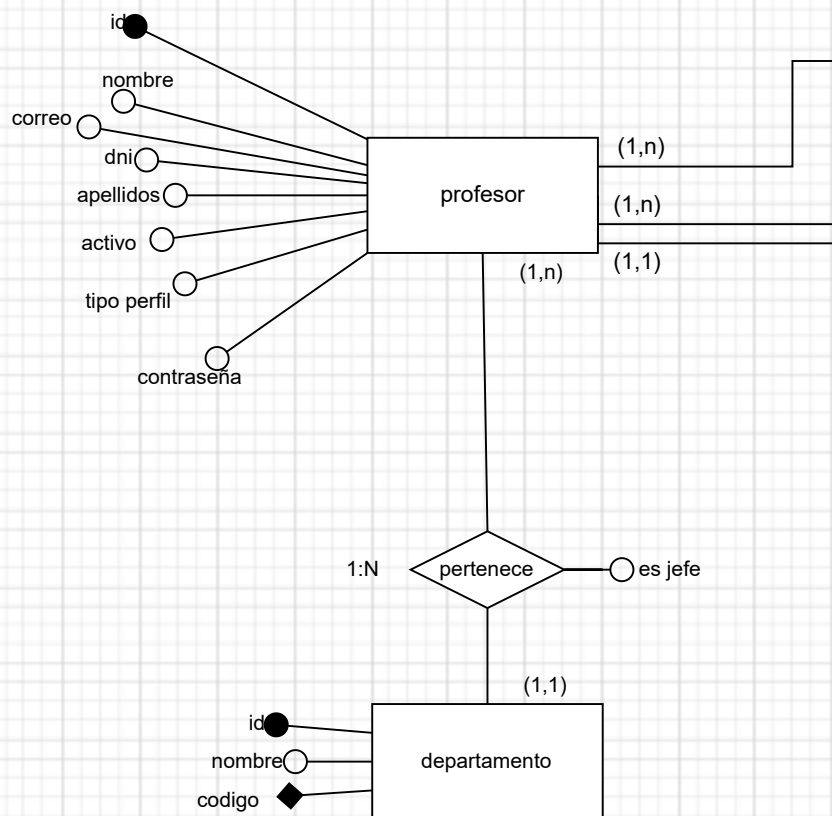 id
nombre
correo
dni
apellidos
activo
tipo perfil
contraseña
profesor
(1,n)
(1,n)
(1,1)
(1,n)
1:N
pertenece
es jefe
(1,1)
id
nombre
codigo
departamento